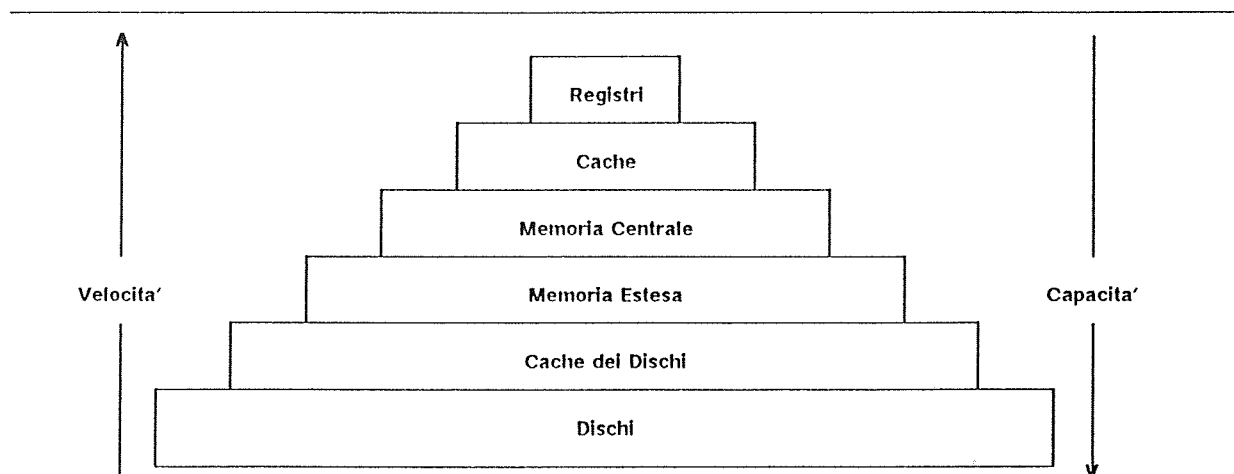 Registri
Cache
Memoria Centrale
Velocita'
Memoria Estesa
Capacita'
Cache dei Dischi
Dischi